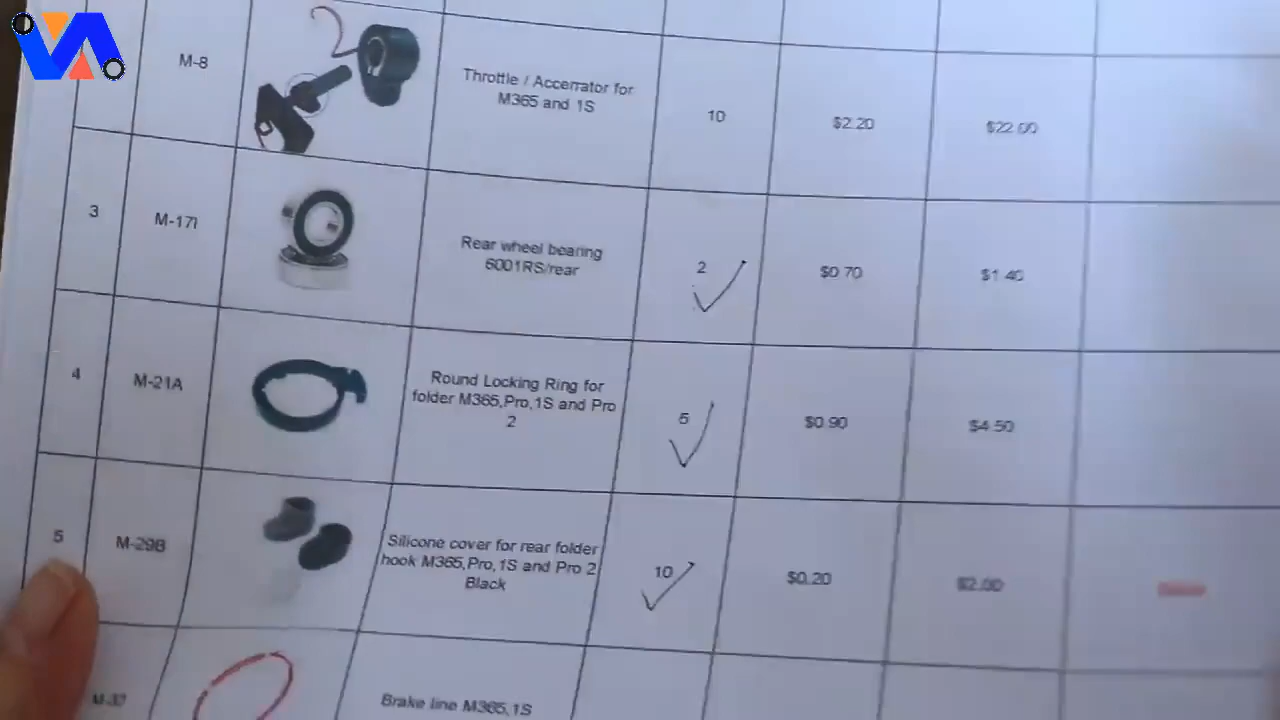 M-8
Throttle / Accerrator for
M365 and 1S
10
$2.20
$22.00
3
M-17I
Rear wheel bearing
6001RS/rear
2
$0.70
$1.40
4
M-21A
Round Locking Ring for
folder M365,Pro,1S and Pro
2
5
$0.90
$4.50
5
M-29B
Silicone cover for rear folder
hook M365,Pro,1S and Pro 2
Black
10
$0.20
$2.00
Brake line M365,1S